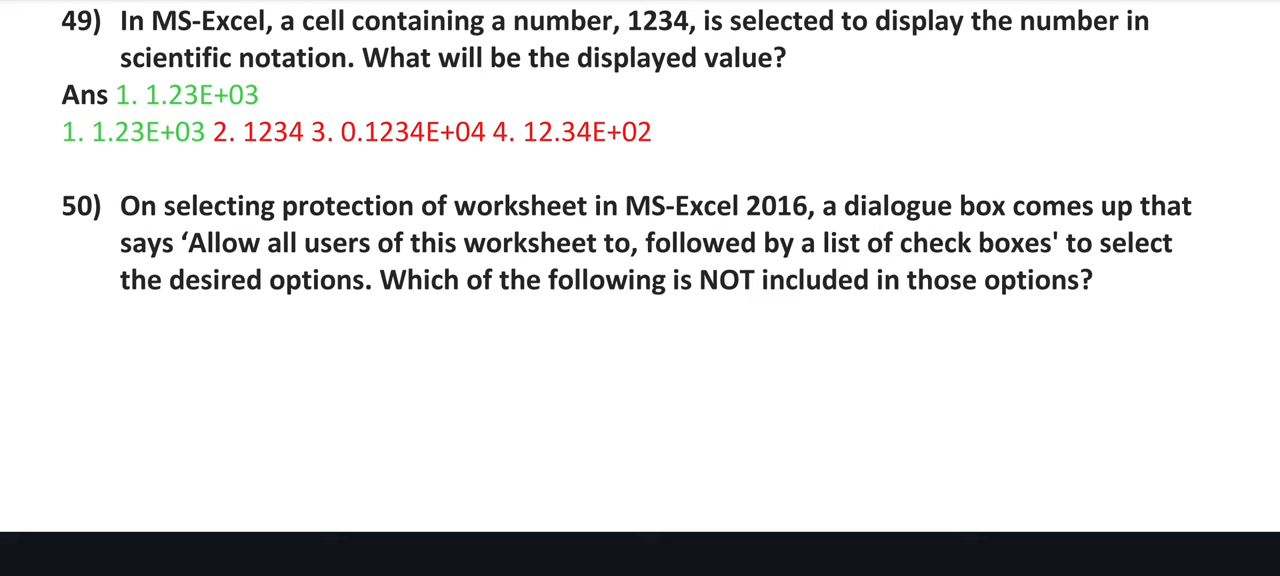 49) In MS-Excel, a cell containing a number, 1234, is selected to display the number in
scientific notation. What will be the displayed value?
Ans 1. 1.23E+03
1. 1.23E+03 2. 1234 3. 0.1234E+04 4. 12.34E+02
50) On selecting protection of worksheet in MS-Excel 2016, a dialogue box comes up that
says ‘Allow all users of this worksheet to, followed by a list of check boxes' to select
the desired options. Which of the following is NOT included in those options?